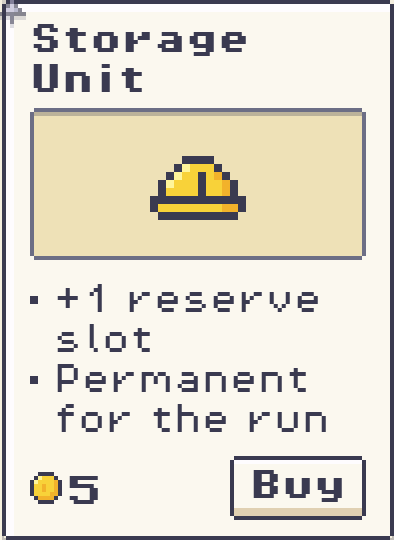 Storage
Unit
▪ +1 reserve
slot
▪ Permanent
for the run
5
Buy